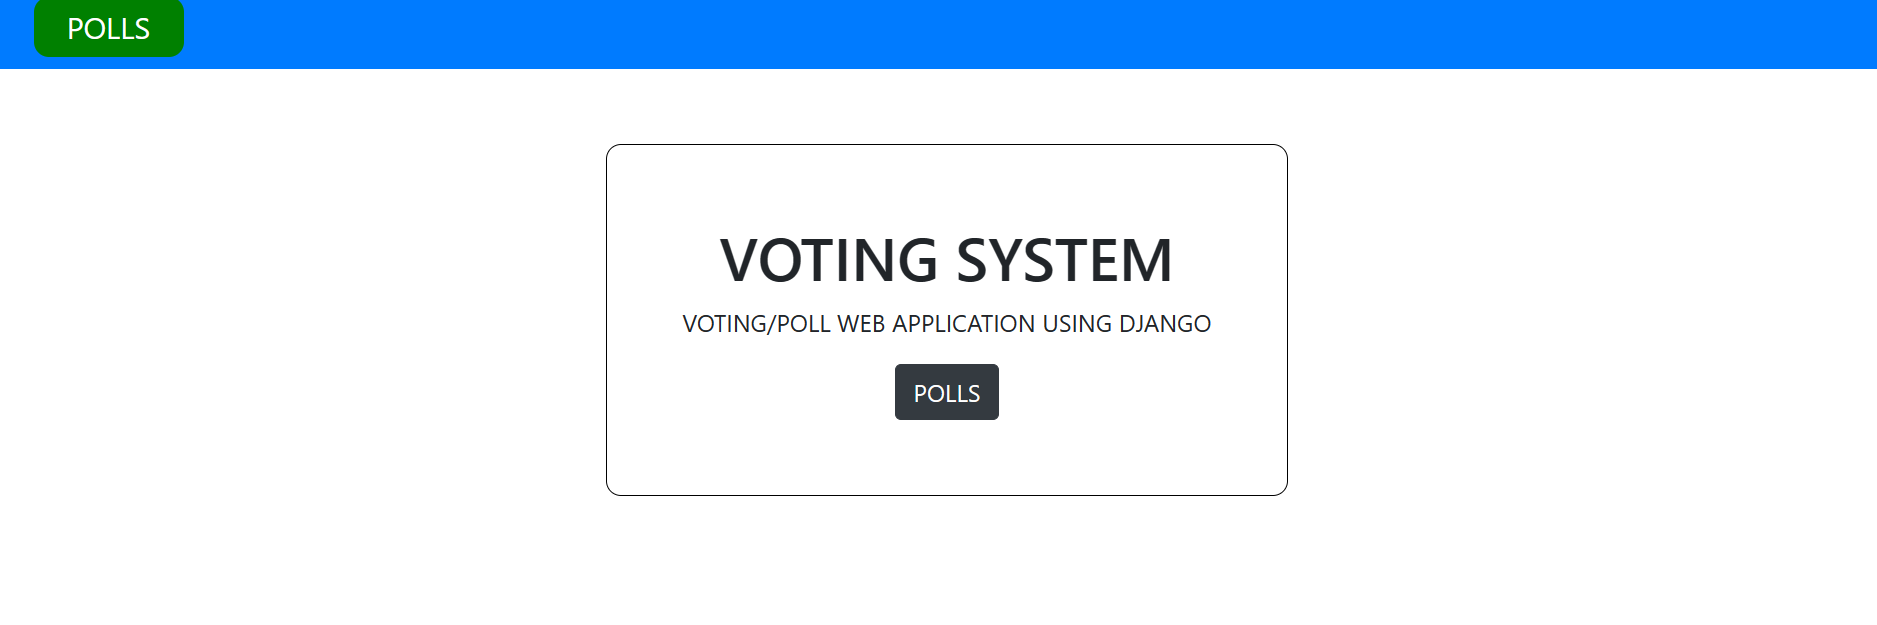 POLLS
VOTING SYSTEM
VOTING/POLL WEB APPLICATION USING DJANGO
POLLS